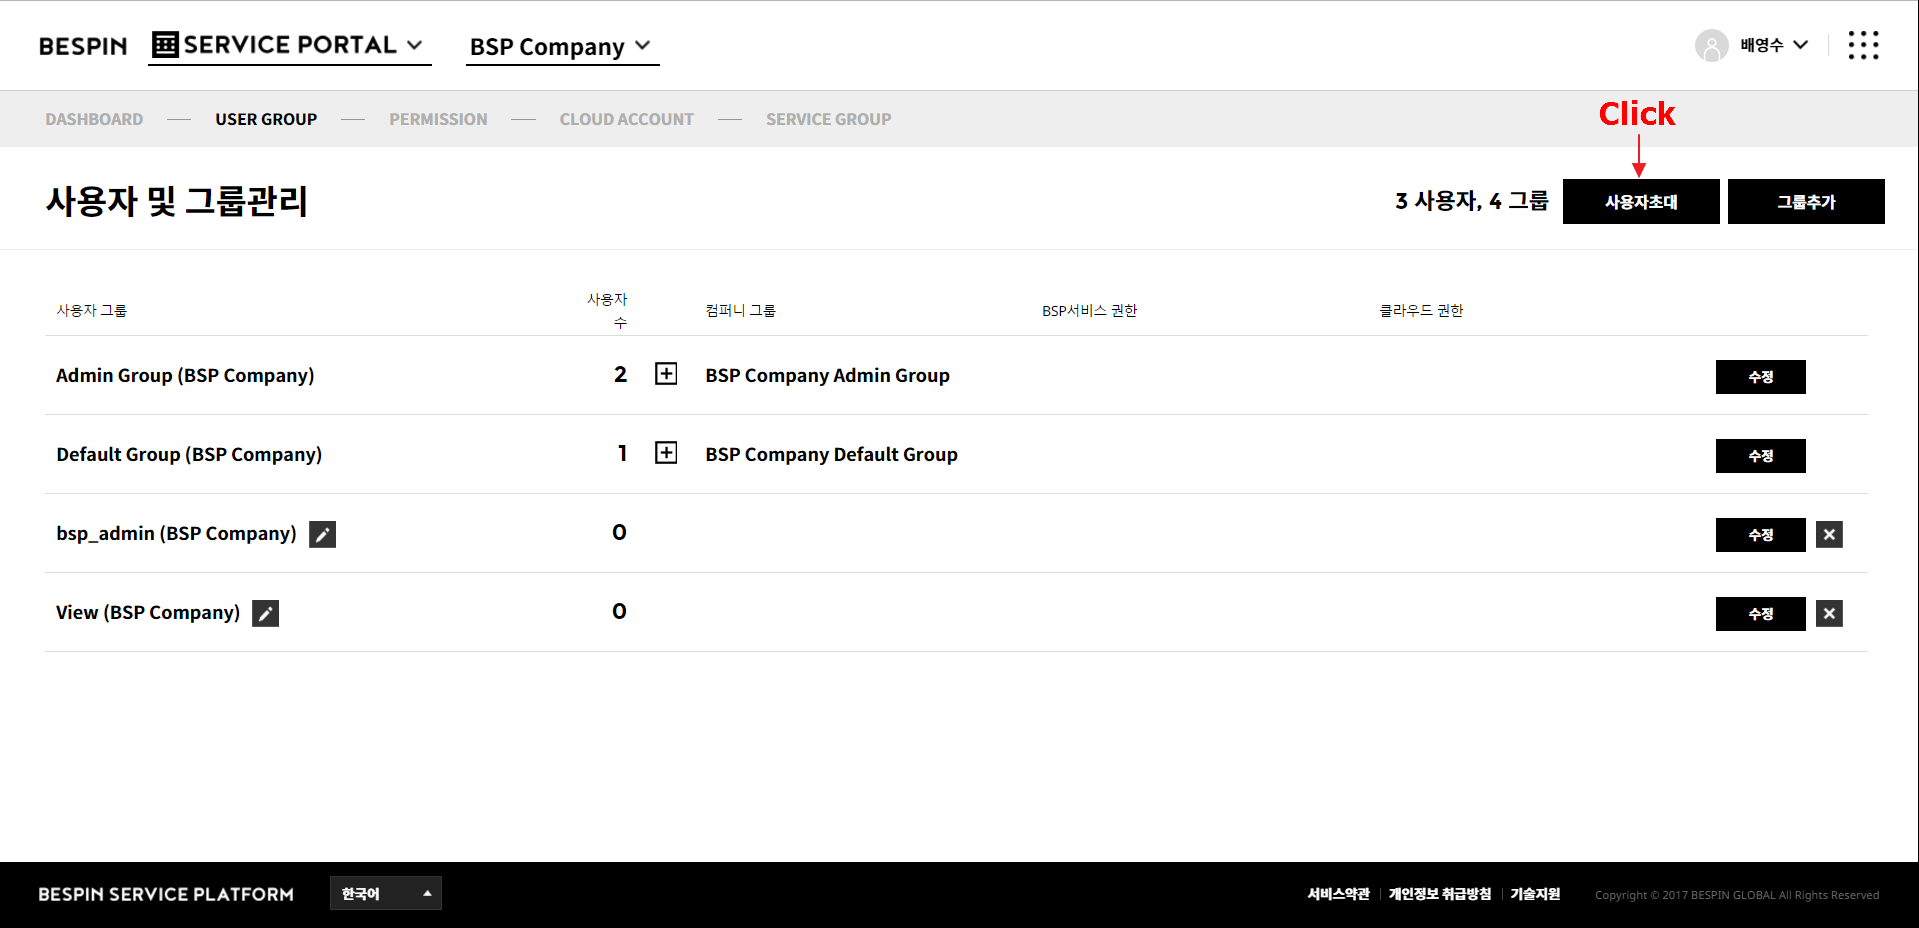 BESPIN SERVICE PORTAL BSP Company 배영수
DASHBOARD USER GROUP PERMISSION CLOUD ACCOUNT SERVICE GROUP
Click
사용자 및 그룹관리 3 사용자, 4 그룹 사용자초대 그룹추가
사용자 그룹 사용자 수 컴퍼니 그룹 BSP서비스 권한 클라우드 권한
Admin Group (BSP Company) 2 BSP Company Admin Group 수정
Default Group (BSP Company) 1 BSP Company Default Group 수정
bsp_admin (BSP Company) 0 수정
View (BSP Company) 0 수정
BESPIN SERVICE PLATFORM 한국어 서비스약관 개인정보 취급방침 기술지원 Copyright © 2017 BESPIN GLOBAL All Rights Reserved